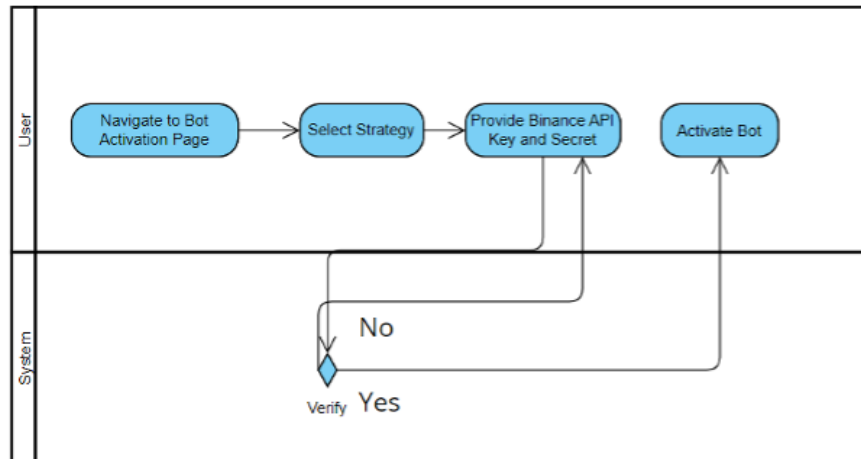 User
Navigate to Bot
Activation Page
Select Strategy
Provide Binance API
Key and Secret
Activate Bot
System
No
Verify
Yes